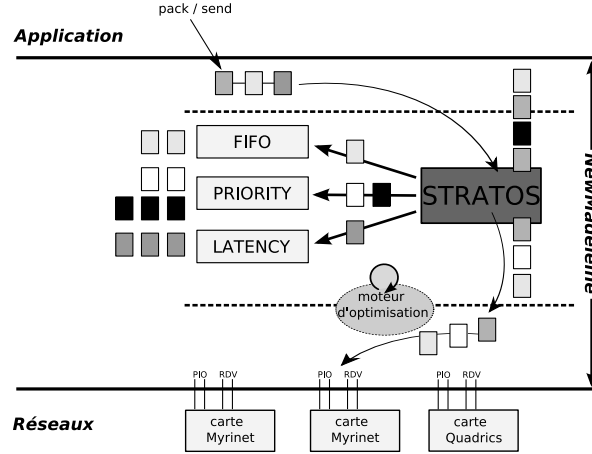 pack / send
Application
FIFO
PRIORITY
LATENCY
STRATOS
NewMadeleine
moteur
d'optimisation
PIO RDV
PIO RDV
PIO RDV
Réseaux
carte
Myrinet
carte
Myrinet
carte
Quadrics